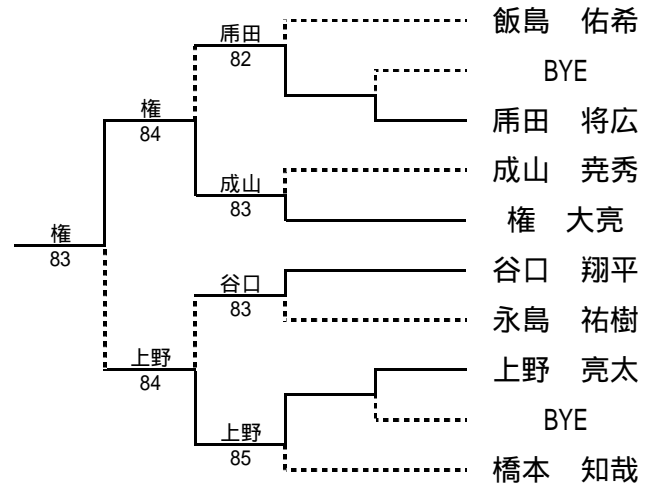 飯島 佑希
帍田
82
BYE
権
84
帍田 将広
成山 尭秀
成山
83
権 大亮
権
83
谷口 翔平
谷口
83
永島 祐樹
上野
84
上野 亮太
BYE
上野
85
橋本 知哉